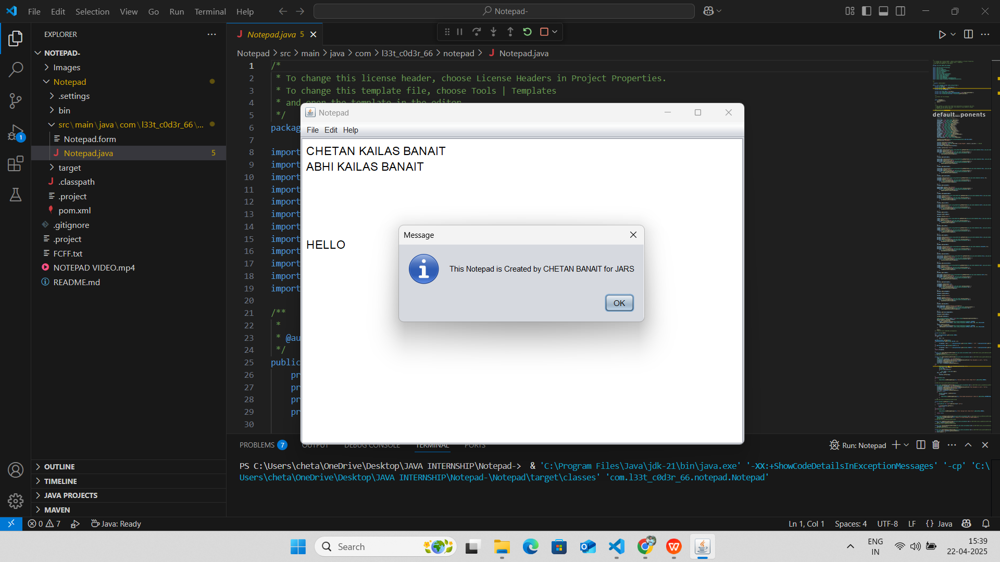 File Edit Selection View Go Run Terminal Help
Notepad-
EXPLORER
NOTEPAD-
Images
Notepad
.settings
bin
src\main\java\com\l33t_c0d3r_66\...
Notepad.form
Notepad.java 5
target
.classpath
.project
pom.xml
.gitignore
.project
FCFF.txt
NOTEPAD VIDEO.mp4
README.md
OUTLINE
TIMELINE
JAVA PROJECTS
MAVEN
Notepad.java 5
Notepad > src > main > java > com > l33t_c0d3r_66 > notepad > Notepad.java
1 /*
2 * To change this license header, choose License Headers in Project Properties.
3 * To change this template file, choose Tools | Templates
4 * and open the template in the editor.
5 */
6 packag
7
8 import
9 import
10 import
11 import
12 import
13 import
14 import
15 import
16 import
17 import
18 import
19 import
20
21 /**
22 *
23 * @au
24 */
25 public
26 pr
27 pr
28 pr
29 pr
30
default...ponents
Notepad
File Edit Help
CHETAN KAILAS BANAIT
ABHI KAILAS BANAIT
HELLO
Message
This Notepad is Created by CHETAN BANAIT for JARS
OK
PROBLEMS 7 OUTPUT DEBUG CONSOLE TERMINAL PORTS
Run: Notepad
PS C:\Users\cheta\OneDrive\Desktop\JAVA INTERNSHIP\Notepad-> & 'C:\Program Files\Java\jdk-21\bin\java.exe' '-XX:+ShowCodeDetailsInExceptionMessages' '-cp' 'C:\
Users\cheta\OneDrive\Desktop\JAVA INTERNSHIP\Notepad-\Notepad\target\classes' 'com.l33t_c0d3r_66.notepad.Notepad'
1
0 7 Java: Ready
Ln 1, Col 1 Spaces: 4 UTF-8 LF {} Java
Search
ENG
IN
15:39
22-04-2025